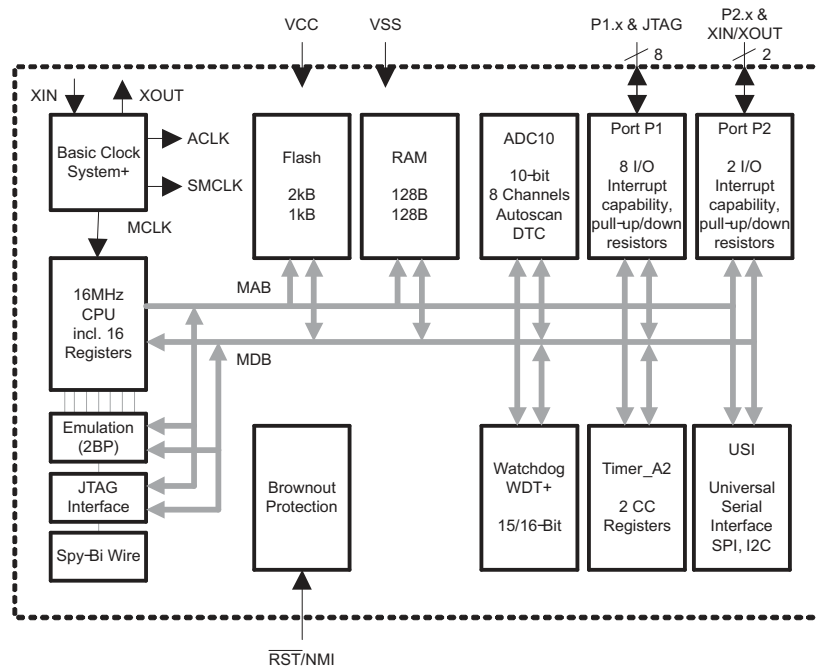 VCC
VSS
P1.x & JTAG
8
P2.x &
XIN/XOUT
2
XIN
XOUT
Basic Clock
System+
ACLK
SMCLK
MCLK
Flash
2kB
1kB
RAM
128B
128B
ADC10
10-bit
8 Channels
Autoscan
DTC
Port P1
8 I/O
Interrupt
capability,
pull-up/down
resistors
Port P2
2 I/O
Interrupt
capability,
pull-up/down
resistors
16MHz
CPU
incl. 16
Registers
MAB
MDB
Emulation
(2BP)
JTAG
Interface
Spy-Bi Wire
Brownout
Protection
RST/NMI
Watchdog
WDT+
15/16-Bit
Timer_A2
2 CC
Registers
USI
Universal
Serial
Interface
SPI, I2C